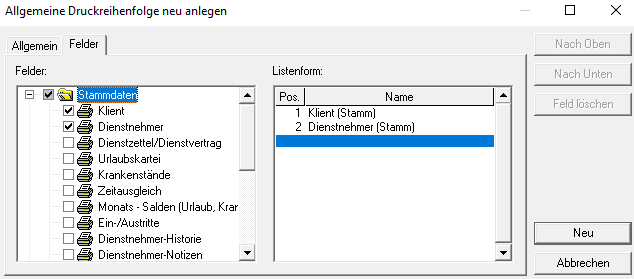 Allgemeine Druckreihenfolge neu anlegen
Allgemein Felder
Felder:
Stammdaten
Klient
Dienstnehmer
Dienstzettel/Dienstvertrag
Urlaubskartei
Krankenstände
Zeitausgleich
Monats - Salden (Urlaub, Kran
Ein-/Austritte
Dienstnehmer-Historie
Dienstnehmer-Notizen
Listenform:
Pos. Name
1 Klient (Stamm)
2 Dienstnehmer (Stamm)
Nach Oben
Nach Unten
Feld löschen
Neu
Abbrechen